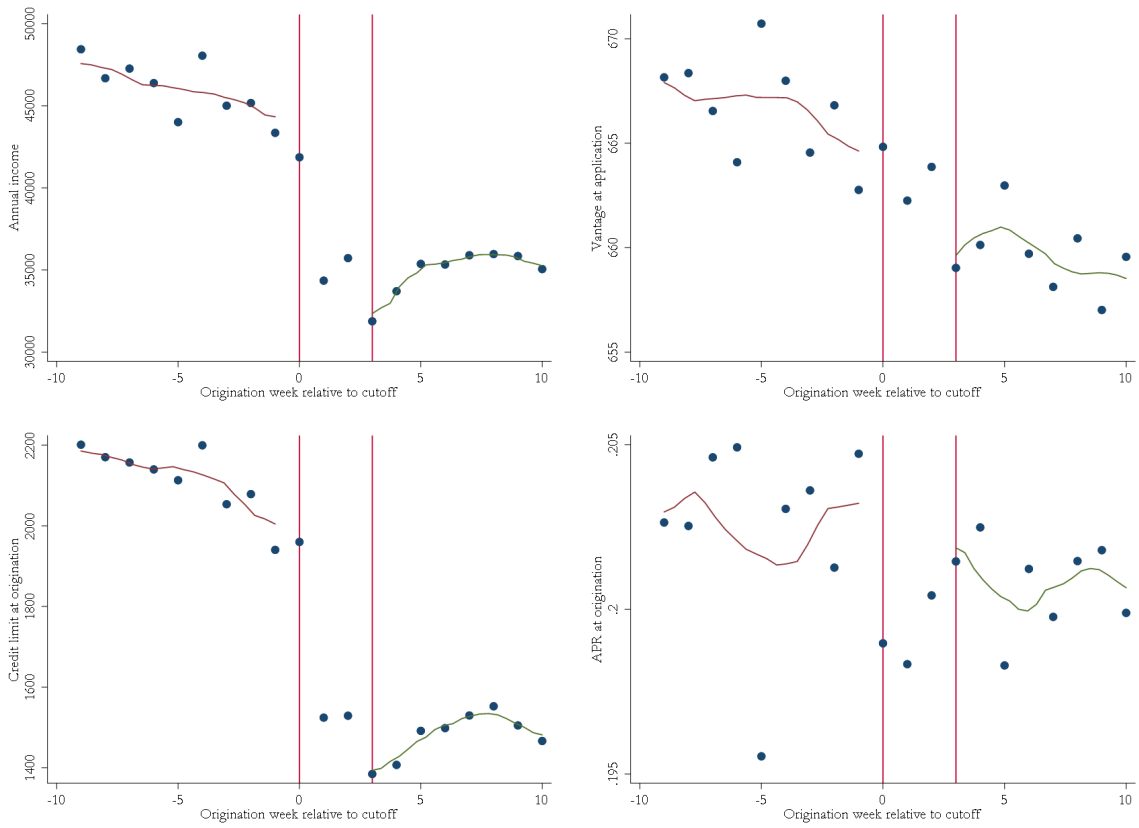 50000
45000
40000
35000
30000
Annual income
-10 -5 0 5 10
Origination week relative to cutoff
670
665
660
655
Vantage at application
-10 -5 0 5 10
Origination week relative to cutoff
2200
2000
1800
1600
1400
Credit limit at origination
-10 -5 0 5 10
Origination week relative to cutoff
.205
.2
.195
APR at origination
-10 -5 0 5 10
Origination week relative to cutoff